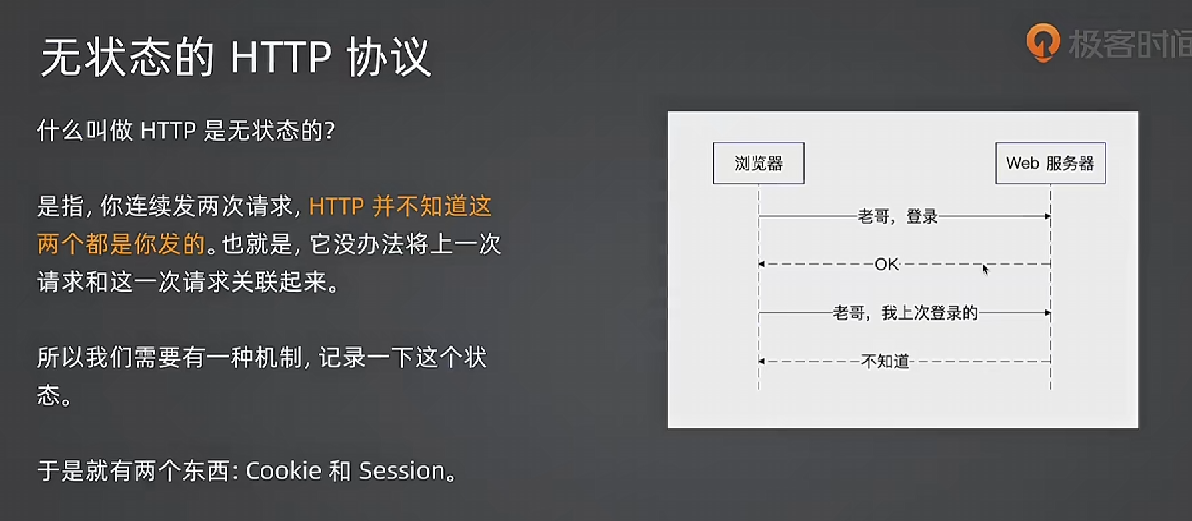 无状态的 HTTP 协议
极客时间
什么叫做 HTTP 是无状态的?
是指, 你连续发两次请求, HTTP 并不知道这
两个都是你发的。也就是, 它没办法将上一次
请求和这一次请求关联起来。
所以我们需要有一种机制, 记录一下这个状
态。
于是就有两个东西: Cookie 和 Session。
浏览器
Web 服务器
老哥，登录
OK
老哥，我上次登录的
不知道